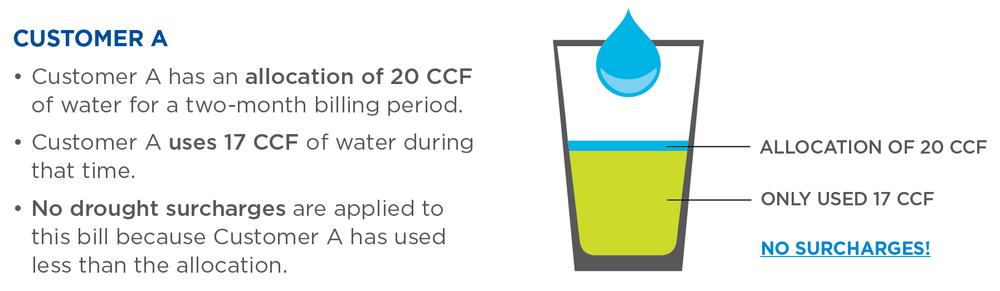 CUSTOMER A
• Customer A has an allocation of 20 CCF
of water for a two-month billing period.
• Customer A uses 17 CCF of water during
that time.
• No drought surcharges are applied to
this bill because Customer A has used
less than the allocation.
ALLOCATION OF 20 CCF
ONLY USED 17 CCF
NO SURCHARGES!